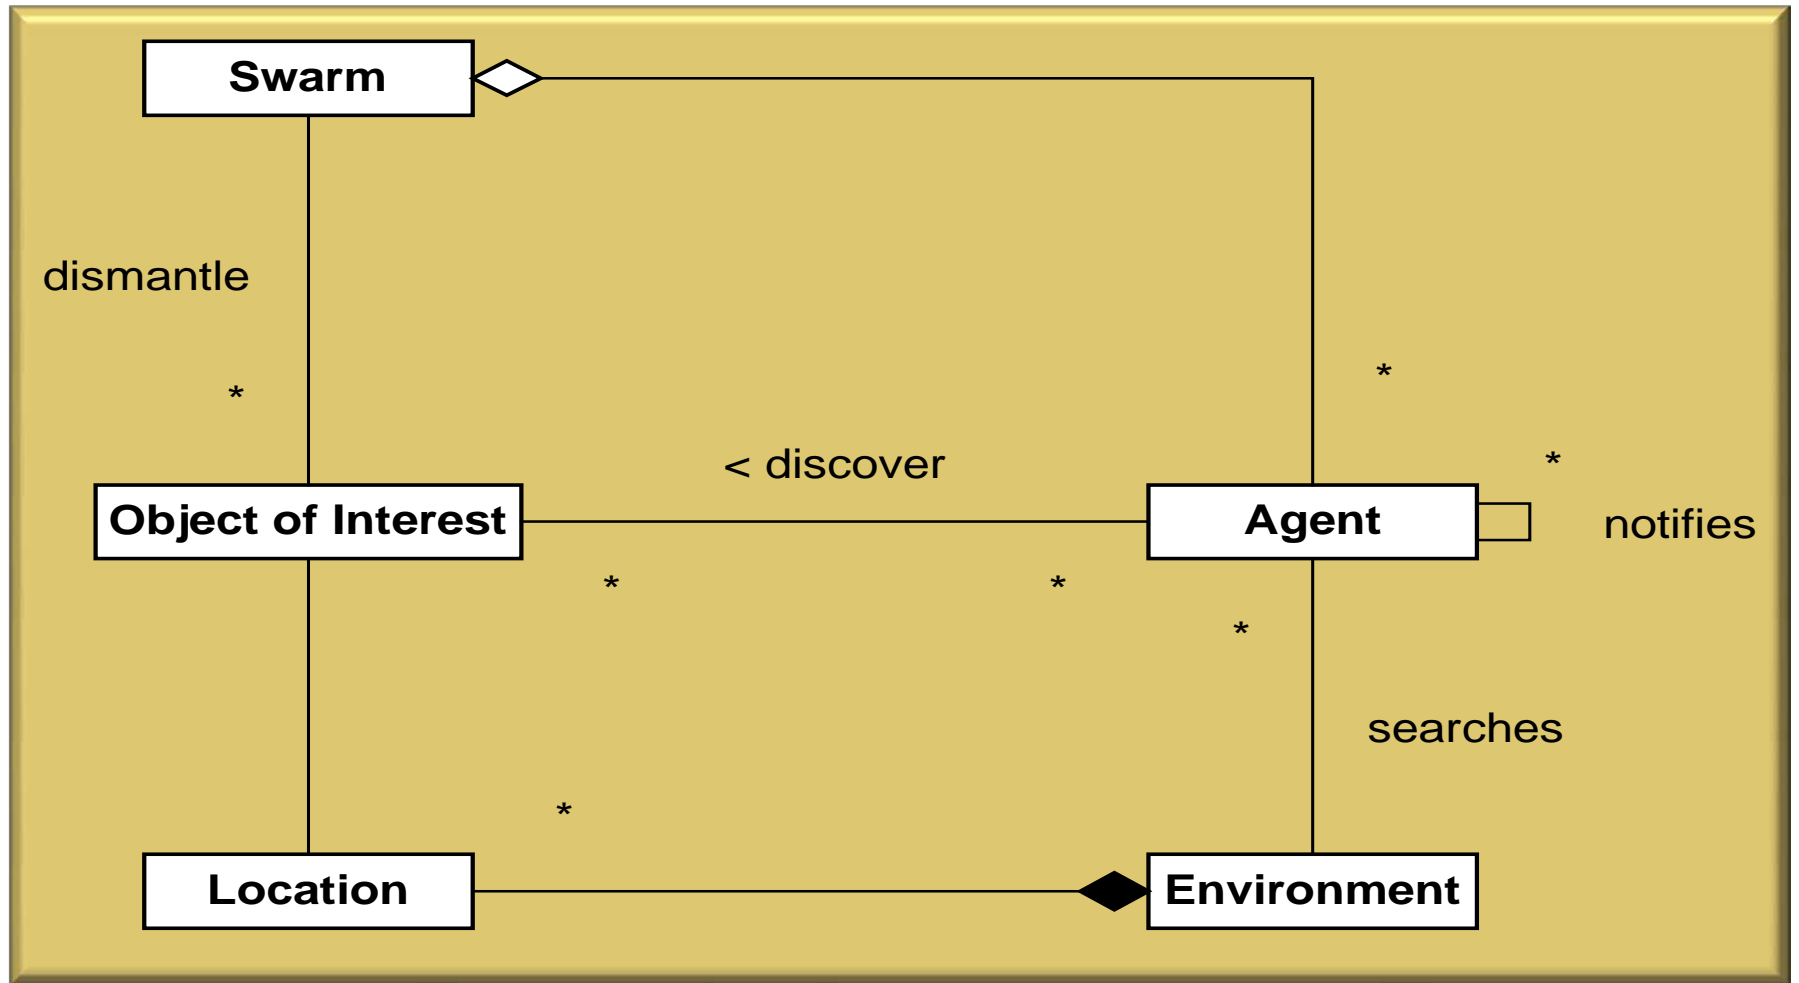 Swarm
dismantle
*
*
< discover
*
Object of Interest
Agent
notifies
*
*
*
searches
*
Location
Environment